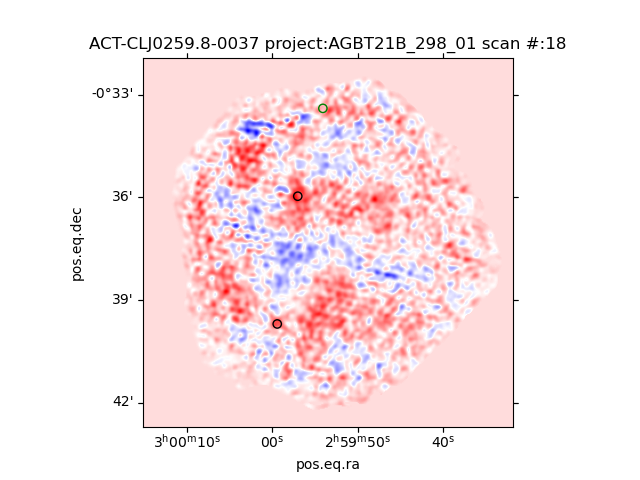 ACT-CLJ0259.8-0037 project:AGBT21B_298_01 scan #:18
-0°33'
36'
39'
42'
3ʰ00ᵐ10ˢ 00ˢ 2ʰ59ᵐ50ˢ 40ˢ
pos.eq.ra
pos.eq.dec